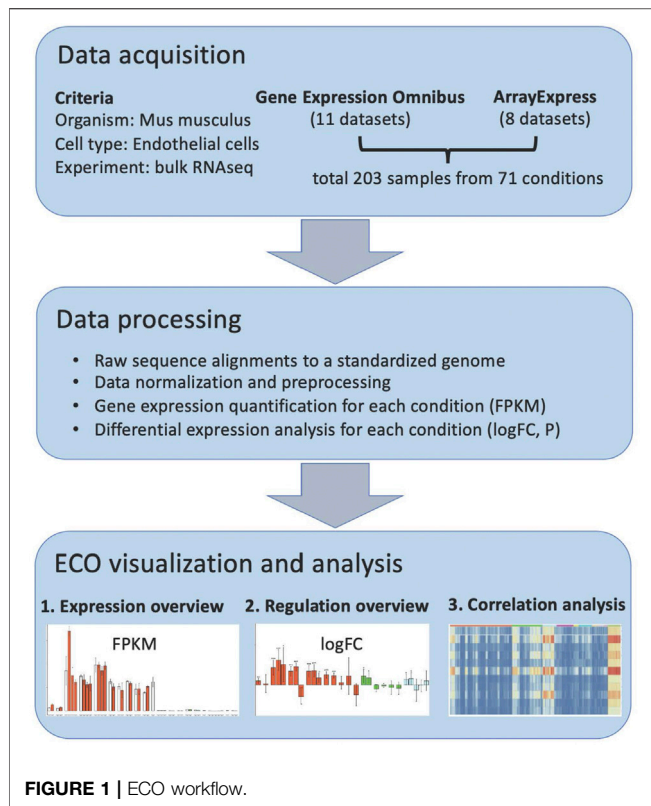 Data acquisition
Criteria
Organism: Mus musculus
Cell type: Endothelial cells
Experiment: bulk RNAseq
Gene Expression Omnibus
(11 datasets)
ArrayExpress
(8 datasets)
total 203 samples from 71 conditions
Data processing
• Raw sequence alignments to a standardized genome
• Data normalization and preprocessing
• Gene expression quantification for each condition (FPKM)
• Differential expression analysis for each condition (logFC, P)
ECO visualization and analysis
1. Expression overview
FPKM
2. Regulation overview
logFC
3. Correlation analysis
FIGURE 1 | ECO workflow.